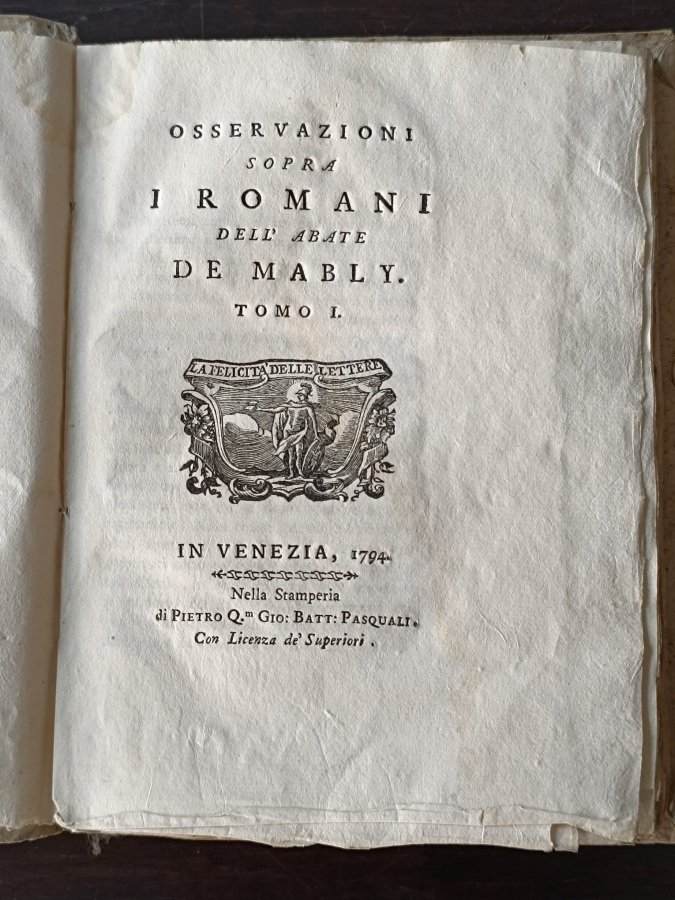 OSSERVAZIONI
SOPRA
I ROMANI
DELL' ABATE
DE MABLY.
TOMO I.
LA FELICITA' DELLE LETTERE
IN VENEZIA, 1794.
Nella Stamperia
di PIETRO Q.m GIO: BATT: PASQUALI.
Con Licenza de' Superiori.